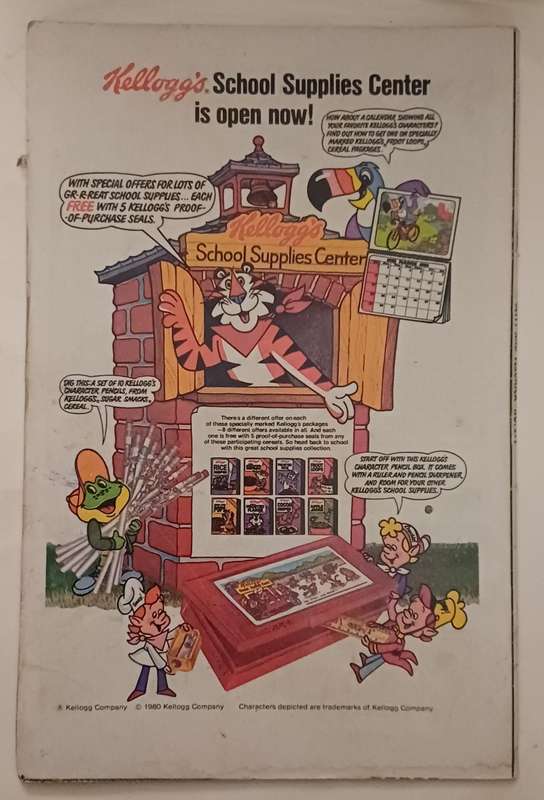 Kellogg's® School Supplies Center
is open now!
HOW ABOUT A CALENDAR, SHOWING ALL
YOUR FAVORITE KELLOGG'S CHARACTERS?
FIND OUT HOW TO GET ONE ON SPECIALLY
MARKED KELLOGG'S® FROOT LOOPS®
CEREAL PACKAGES.
WITH SPECIAL OFFERS FOR LOTS OF
GR-R-REAT SCHOOL SUPPLIES... EACH
FREE WITH 5 KELLOGG'S PROOF-
-OF-PURCHASE SEALS.
Kellogg's
School Supplies Center
DIG THIS: A SET OF 10 KELLOGG'S
CHARACTER PENCILS, FROM
KELLOGG'S® SUGAR SMACKS®
CEREAL.
There's a different offer on each
of these specially marked Kellogg's packages
—8 different offers available in all. And each
one is free with 5 proof-of-purchase seals from any
of these participating cereals. So head back to school
with this great school supplies collection.
START OFF WITH THIS KELLOGG'S
CHARACTER PENCIL BOX. IT COMES
WITH A RULER AND PENCIL SHARPENER,
AND ROOM FOR YOUR OTHER
KELLOGG'S SCHOOL SUPPLIES.
RICE
® Kellogg Company © 1980 Kellogg Company Characters depicted are trademarks of Kellogg Company